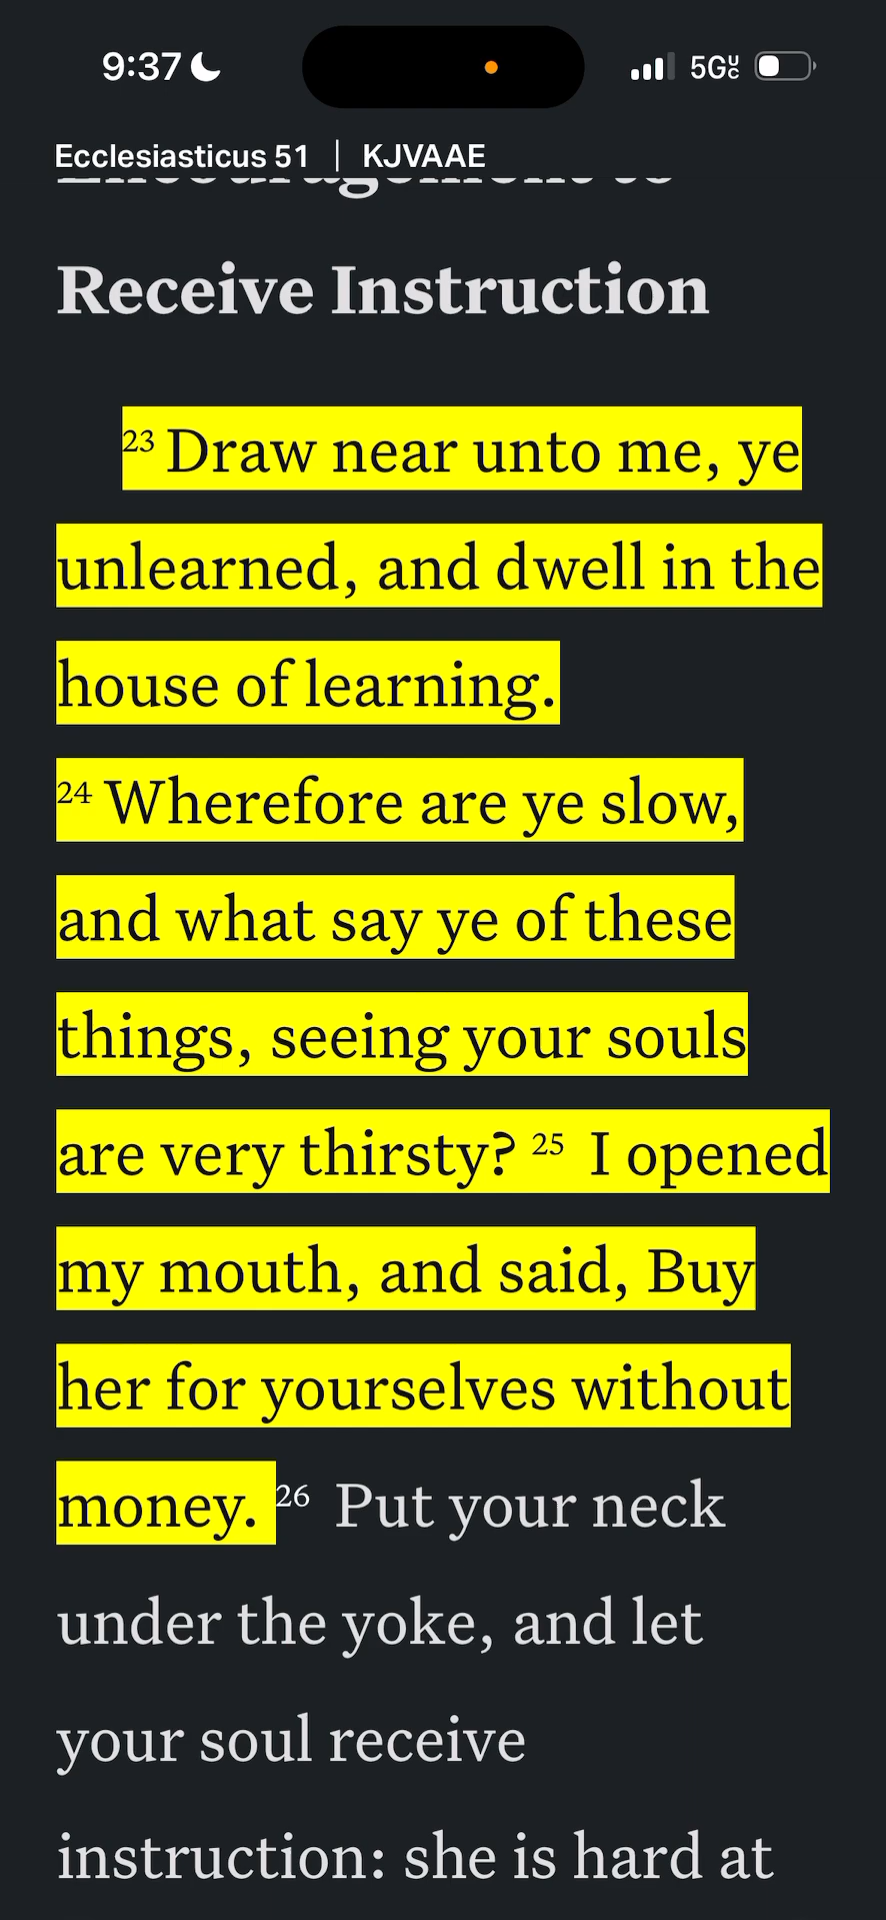 9:37
5GUC
Ecclesiasticus 51 | KJVAAE
Encouragement to
Receive Instruction
23 Draw near unto me, ye
unlearned, and dwell in the
house of learning.
24 Wherefore are ye slow,
and what say ye of these
things, seeing your souls
are very thirsty? 25 I opened
my mouth, and said, Buy
her for yourselves without
money. 26 Put your neck
under the yoke, and let
your soul receive
instruction: she is hard at